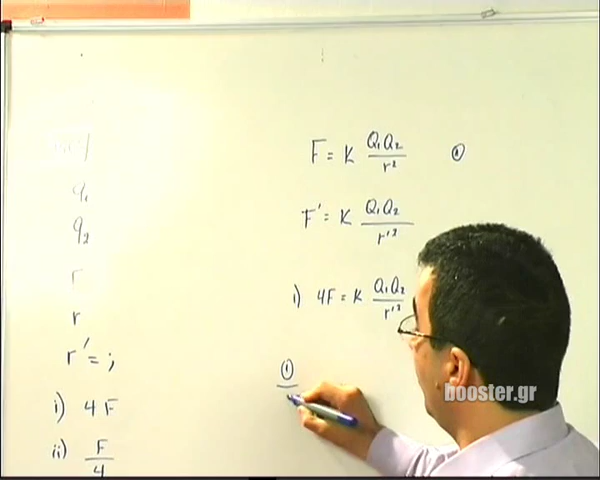 q₁
q₂
r
r' = ;
i) 4F
ii) F/4
F = K Q₁Q₂/r² ①
F' = K Q₁Q₂/r'²
i) 4F = K Q₁Q₂/r'²
①
booster.gr